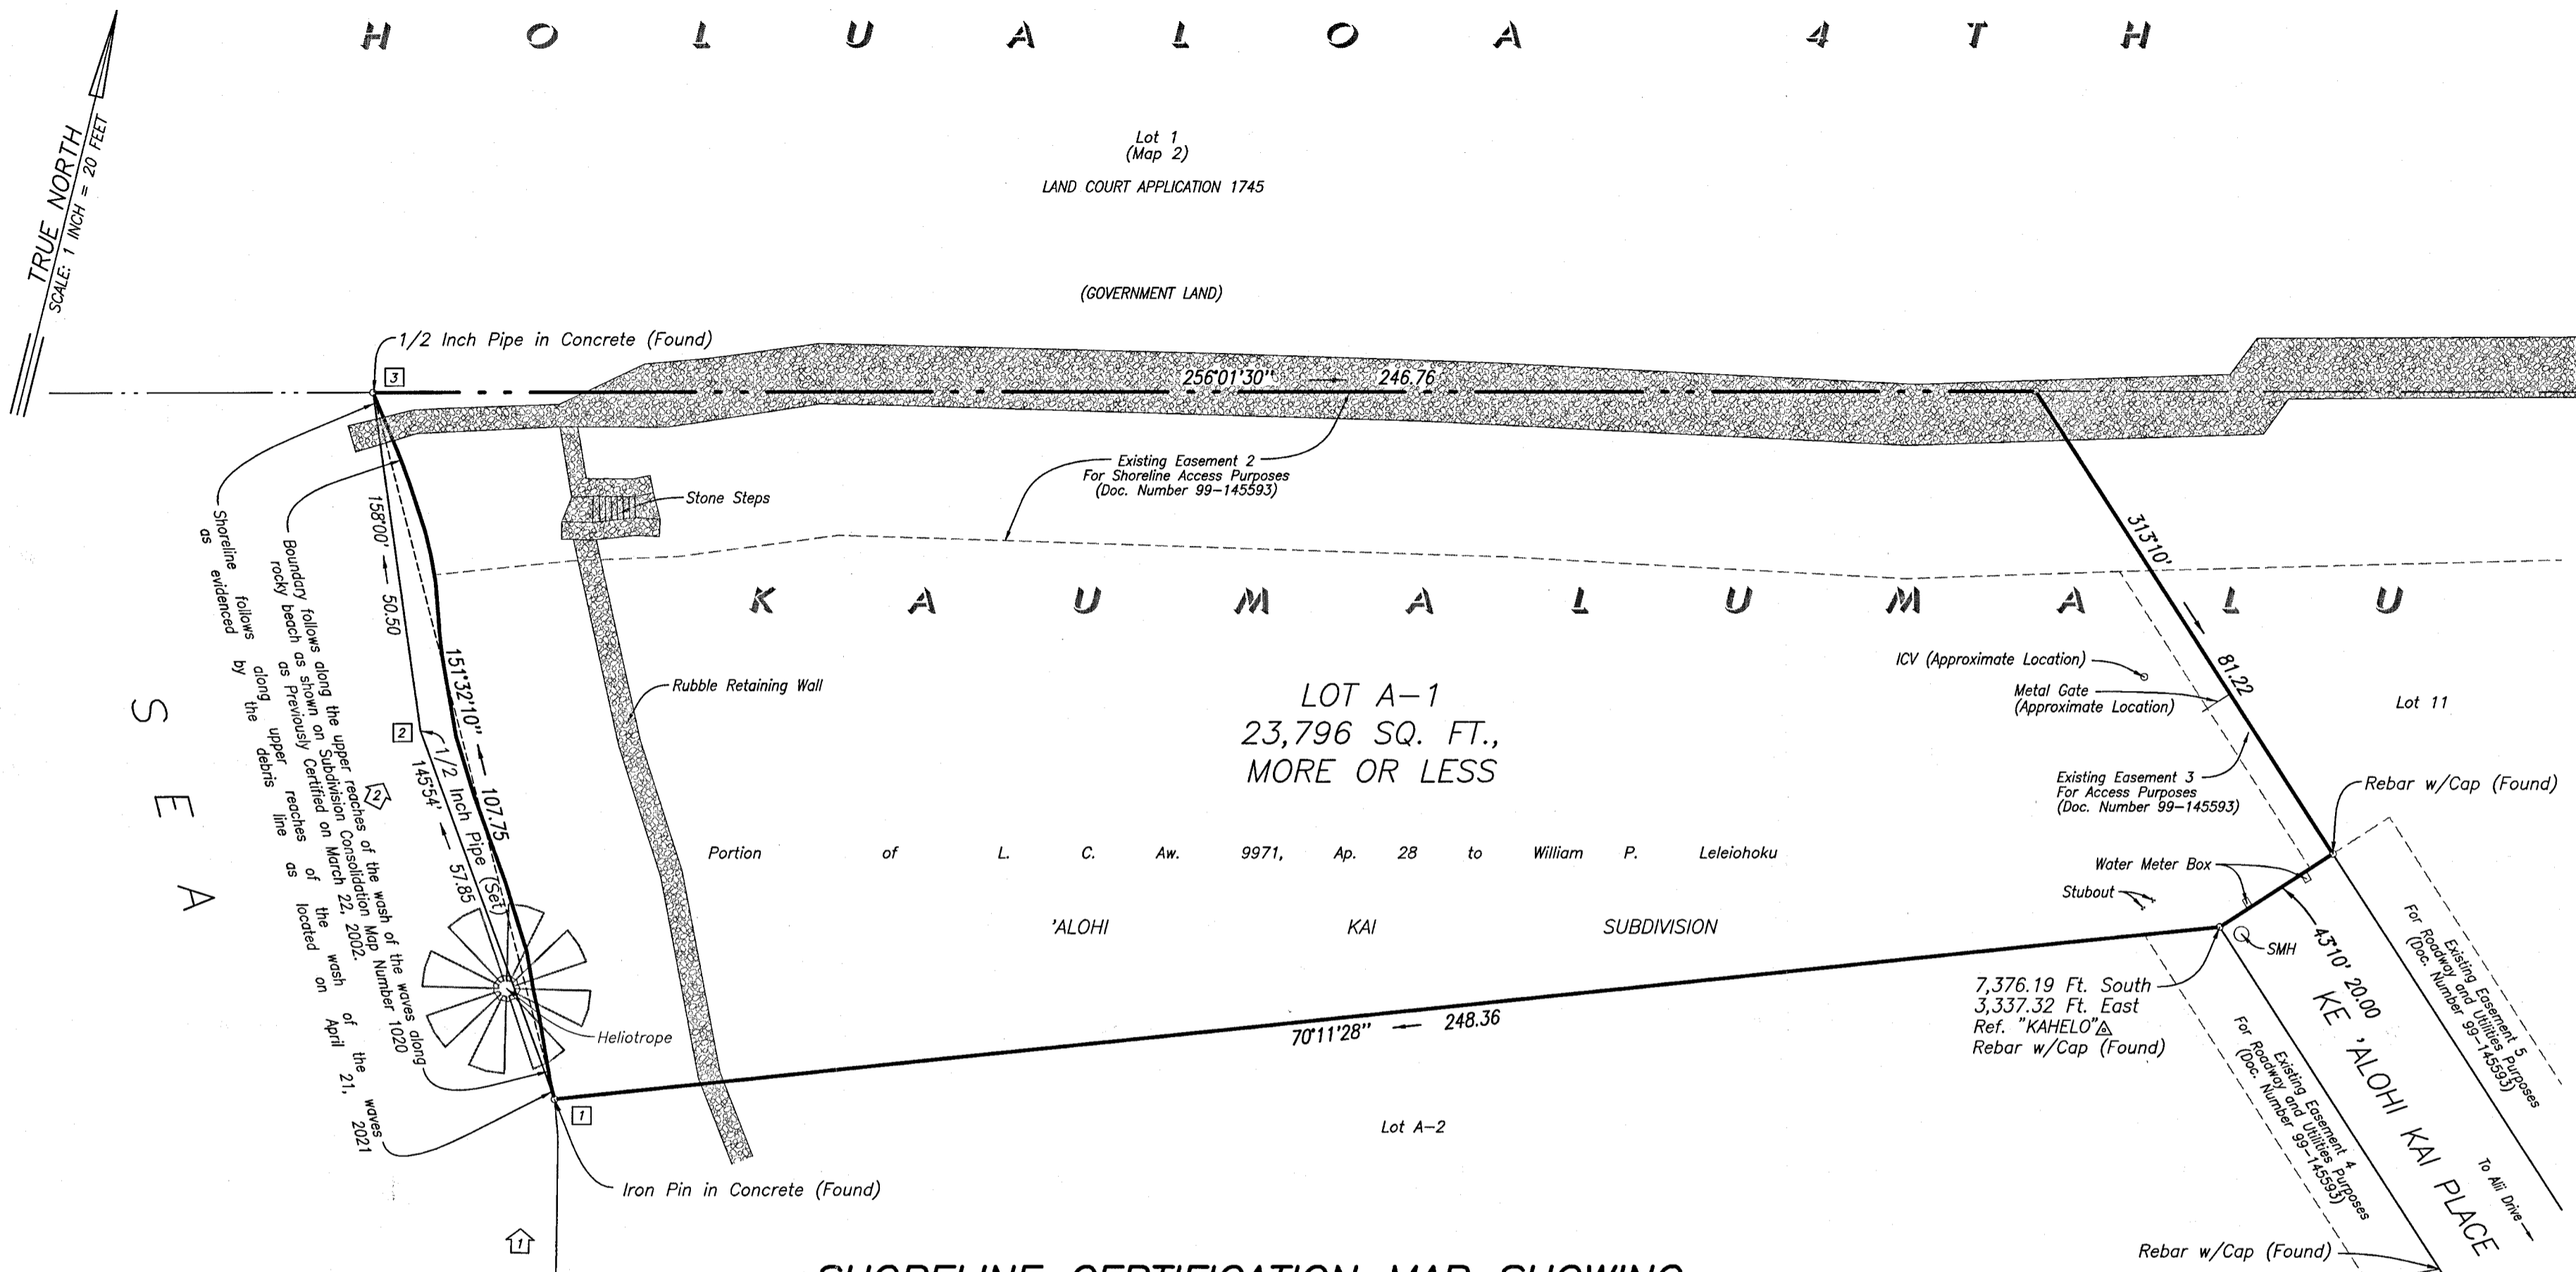 HOLUALOA 4TH
TRUE NORTH
SCALE: 1 INCH = 20 FEET
Lot 1
(Map 2)
LAND COURT APPLICATION 1745
(GOVERNMENT LAND)
1/2 Inch Pipe in Concrete (Found)
3
256°01'30" 246.76
Existing Easement 2
For Shoreline Access Purposes
(Doc. Number 99-145593)
Stone Steps
158°00' 50.50
313°10' 81.22
KAUMALUMALU
SEA
Shoreline follows along upper reaches of the wash of the waves
as evidenced by the debris line as located on April 21, 2021
Boundary follows along the upper reaches of the wash of the waves along
rocky beach as shown on Subdivision Consolidation Map Number 1020
as Previously Certified on March 22, 2002.
151°32'10" 107.75
2
1/2 Inch Pipe (Set)
145°54' 57.85
2
Rubble Retaining Wall
LOT A-1
23,796 SQ. FT.,
MORE OR LESS
ICV (Approximate Location)
Metal Gate
(Approximate Location)
Lot 11
Existing Easement 3
For Access Purposes
(Doc. Number 99-145593)
Rebar w/Cap (Found)
Portion of L. C. Aw. 9971, Ap. 28 to William P. Leleiohoku
Water Meter Box
Stubout
'ALOHI KAI SUBDIVISION
SMH
43°10' 20.00
Existing Easement 5
For Roadway and Utilities Purposes
(Doc. Number 99-145593)
7,376.19 Ft. South
3,337.32 Ft. East
Ref. "KAHELO"
Rebar w/Cap (Found)
Heliotrope
70°11'28" 248.36
Existing Easement 4
For Roadway and Utilities Purposes
(Doc. Number 99-145593)
KE 'ALOHI KAI PLACE
To Alii Drive
1
Lot A-2
Iron Pin in Concrete (Found)
1
Rebar w/Cap (Found)
SHORELINE CERTIFICATION MAP SHOWING